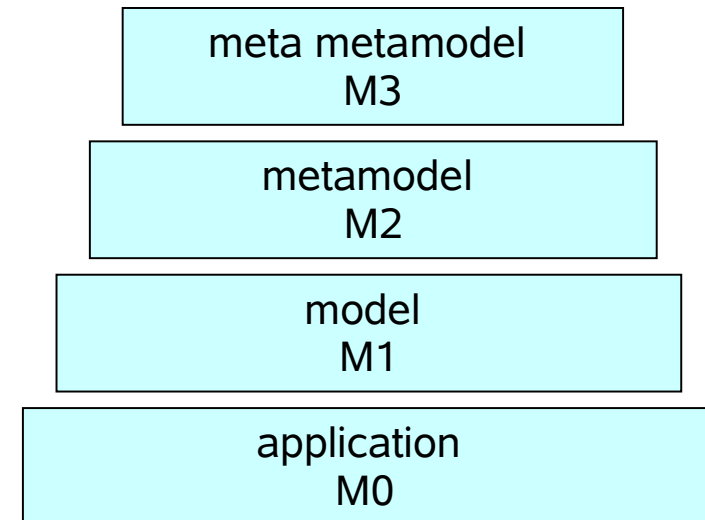 meta metamodel
M3
metamodel
M2
model
M1
application
M0